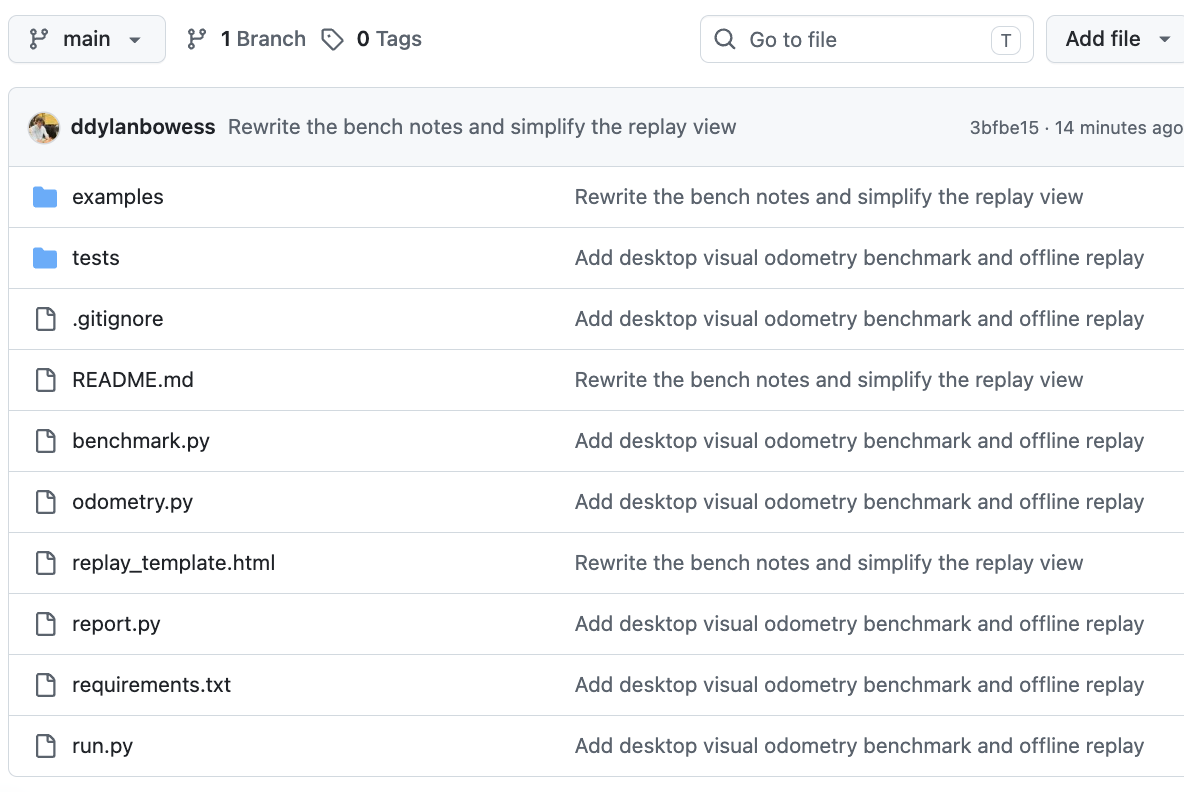 main 1 Branch 0 Tags Go to file T Add file
ddylanbowess Rewrite the bench notes and simplify the replay view 3bfbe15 · 14 minutes ago
examples Rewrite the bench notes and simplify the replay view
tests Add desktop visual odometry benchmark and offline replay
.gitignore Add desktop visual odometry benchmark and offline replay
README.md Rewrite the bench notes and simplify the replay view
benchmark.py Add desktop visual odometry benchmark and offline replay
odometry.py Add desktop visual odometry benchmark and offline replay
replay_template.html Rewrite the bench notes and simplify the replay view
report.py Add desktop visual odometry benchmark and offline replay
requirements.txt Add desktop visual odometry benchmark and offline replay
run.py Add desktop visual odometry benchmark and offline replay